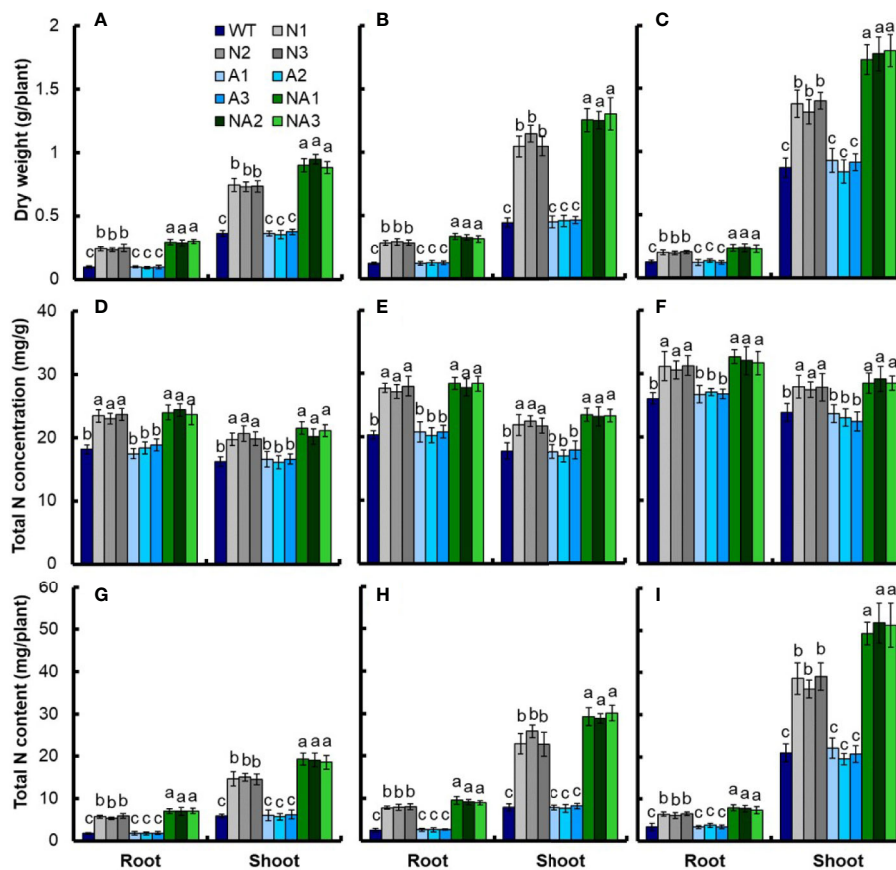 A
B
C
Dry weight (g/plant)
2
1.5
1
0.5
0
WT N1
N2 N3
A1 A2
A3 NA1
NA2 NA3
c b b b c c c a a a
c b b b c c c a a a
c b b b c c c a a a
c b b b c c c a a a
c b b b c c c a a a
c b b b c c c a a a
D
E
F
Total N concentration (mg/g)
40
30
20
10
0
b a a a b b b a a a
b a a a b b b a a a
b a a a b b b a a a
b a a a b b b a a a
b a a a b b b a a a
b a a a b b b a a a
G
H
I
Total N content (mg/plant)
60
50
40
30
20
10
0
c b b b c c c a a a
c b b b c c c a a a
c b b b c c c a a a
c b b b c c c a a a
c b b b c c c a a a
c b b b c c c a a a
Root Shoot
Root Shoot
Root Shoot